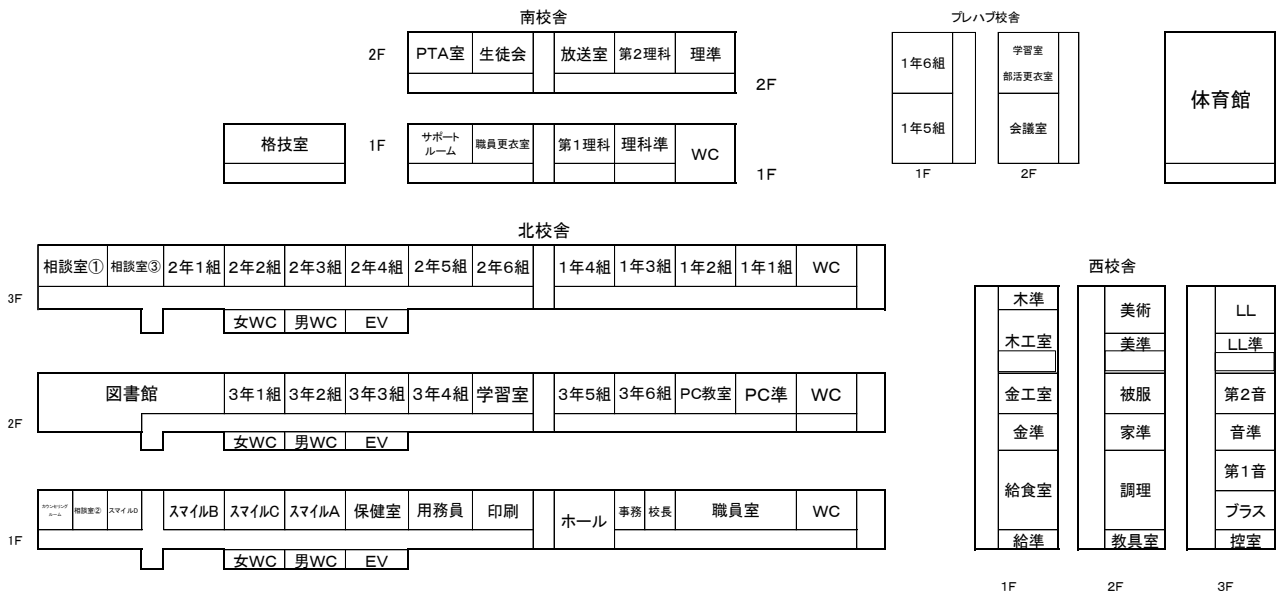 南校舎
プレハブ校舎
2F
PTA室 生徒会 放送室 第2理科 理準
2F
1年6組
学習室
部活更衣室
体育館
格技室
1F
サポート
ルーム
職員更衣室 第1理科 理科準 WC
1F
1年5組
会議室
1F 2F
北校舎
相談室① 相談室③ 2年1組 2年2組 2年3組 2年4組 2年5組 2年6組 1年4組 1年3組 1年2組 1年1組 WC
3F
女WC 男WC EV
図書館 3年1組 3年2組 3年3組 3年4組 学習室 3年5組 3年6組 PC教室 PC準 WC
2F
女WC 男WC EV
カウンセリング
ルーム
相談室② スマイルD スマイルB スマイルC スマイルA 保健室 用務員 印刷 ホール 事務 校長 職員室 WC
1F
女WC 男WC EV
西校舎
木準 美術 LL
木工室 美準 LL準
金工室 被服 第2音
金準 家準 音準
給食室 調理 第1音
ブラス
給準 教具室 控室
1F 2F 3F